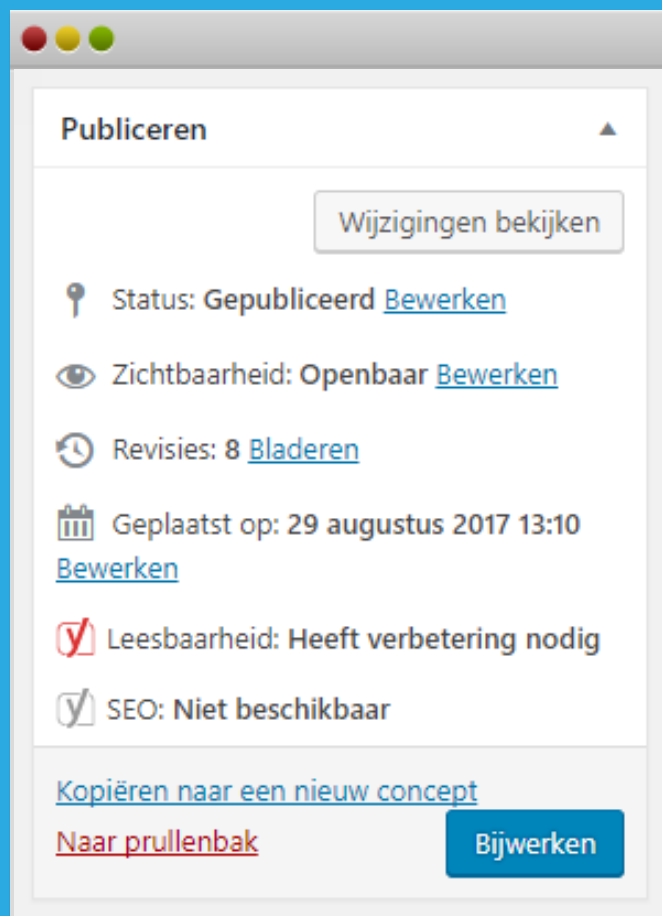 Publiceren
Wijzigingen bekijken
Status: Gepubliceerd Bewerken
Zichtbaarheid: Openbaar Bewerken
Revisies: 8 Bladeren
Geplaatst op: 29 augustus 2017 13:10
Bewerken
Leesbaarheid: Heeft verbetering nodig
SEO: Niet beschikbaar
Kopiëren naar een nieuw concept
Naar prullenbak
Bijwerken